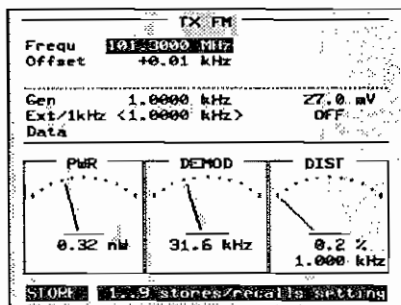 TX FM
Frequ 101.3000 MHz
Offset +0.01 kHz
Gen 1.0000 kHz 27.0 mV
Ext/1kHz <1.0000 kHz> OFF
Data
PWR DEMOD DIST
0.32 nW 31.6 kHz 0.2 %
1.000 kHz
STORE 1..9 stores/recalls setting